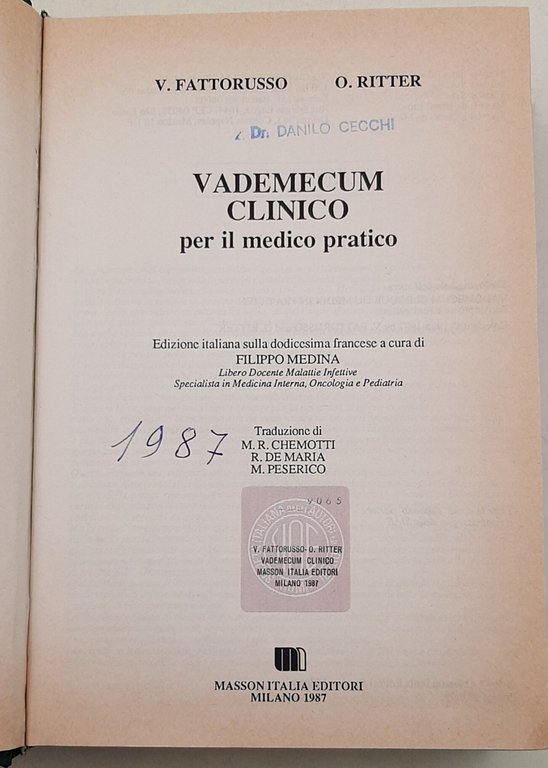 V. FATTORUSSO O. RITTER
Dr. DANILO CECCHI
VADEMECUM
CLINICO
per il medico pratico
Edizione italiana sulla dodicesima francese a cura di
FILIPPO MEDINA
Libero Docente Malattie Infettive
Specialista in Medicina Interna, Oncologia e Pediatria
1987
Traduzione di
M. R. CHEMOTTI
R. DE MARIA
M. PESERICO
9065
V. FATTORUSSO- O. RITTER
VADEMECUM CLINICO
MASSON ITALIA EDITORI
MILANO 1987
MASSON ITALIA EDITORI
MILANO 1987